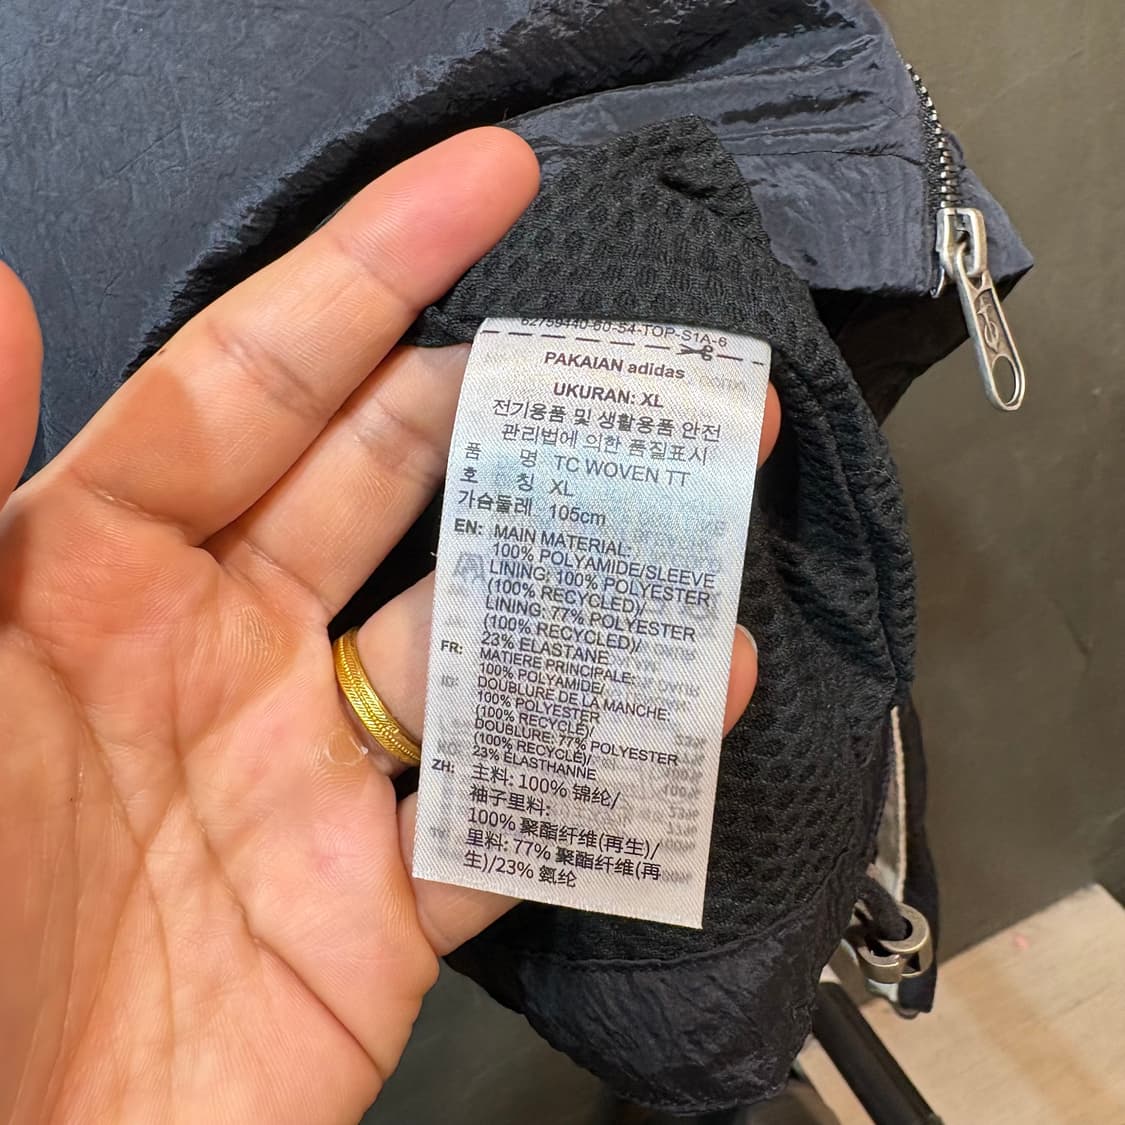 62759440-60-S4-TOP-S1A-6
PAKAIAN adidas
UKURAN: XL
전기용품 및 생활용품 안전
관리법에 의한 품질표시
품 명 TC WOVEN TT
호 칭 XL
가슴둘레 105cm
EN: MAIN MATERIAL:
100% POLYAMIDE/SLEEVE
LINING: 100% POLYESTER
(100% RECYCLED)/
LINING: 77% POLYESTER
(100% RECYCLED)/
23% ELASTANE
FR: MATIERE PRINCIPALE:
100% POLYAMIDE/
DOUBLURE DE LA MANCHE:
100% POLYESTER
(100% RECYCLE)/
DOUBLURE: 77% POLYESTER
(100% RECYCLE)/
23% ELASTHANNE
ZH: 主料: 100% 锦纶/
袖子里料:
100% 聚酯纤维(再生)/
里料: 77% 聚酯纤维(再
生)/23% 氨纶